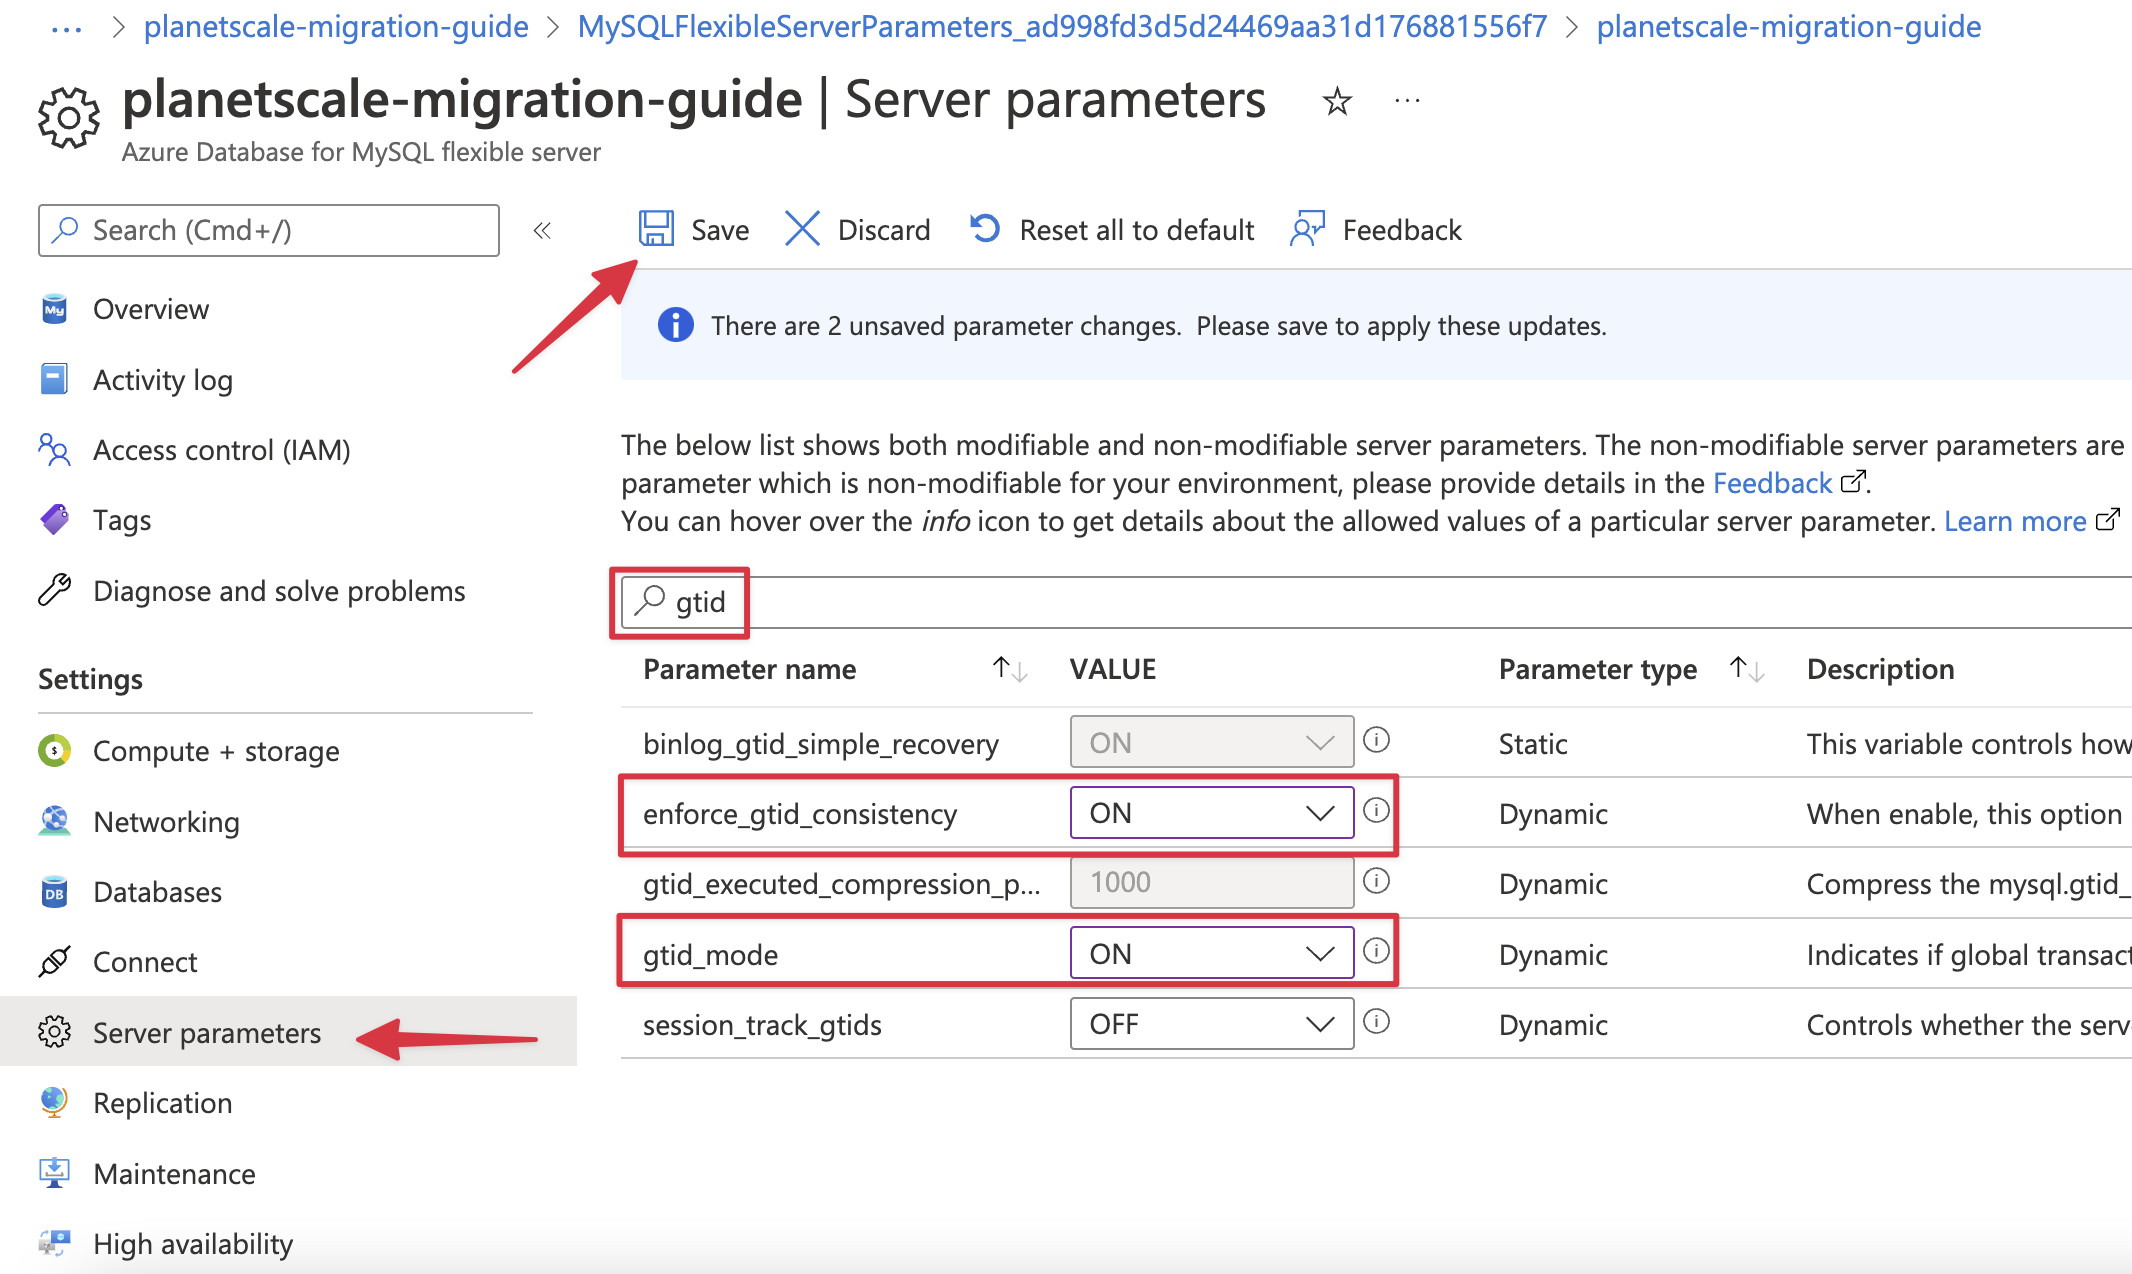 ... > planetscale-migration-guide > MySQLFlexibleServerParameters_ad998fd3d5d24469aa31d176881556f7 > planetscale-migration-guide
planetscale-migration-guide | Server parameters ☆ ...
Azure Database for MySQL flexible server
Search (Cmd+/) «
Save Discard Reset all to default Feedback
Overview
Activity log
Access control (IAM)
Tags
Diagnose and solve problems
Settings
Compute + storage
Networking
Databases
Connect
Server parameters
Replication
Maintenance
High availability
There are 2 unsaved parameter changes. Please save to apply these updates.
The below list shows both modifiable and non-modifiable server parameters. The non-modifiable server parameters are
parameter which is non-modifiable for your environment, please provide details in the Feedback.
You can hover over the info icon to get details about the allowed values of a particular server parameter. Learn more
gtid
Parameter name VALUE Parameter type Description
binlog_gtid_simple_recovery ON Static This variable controls how
enforce_gtid_consistency ON Dynamic When enable, this option
gtid_executed_compression_p... 1000 Dynamic Compress the mysql.gtid_
gtid_mode ON Dynamic Indicates if global transact
session_track_gtids OFF Dynamic Controls whether the serv